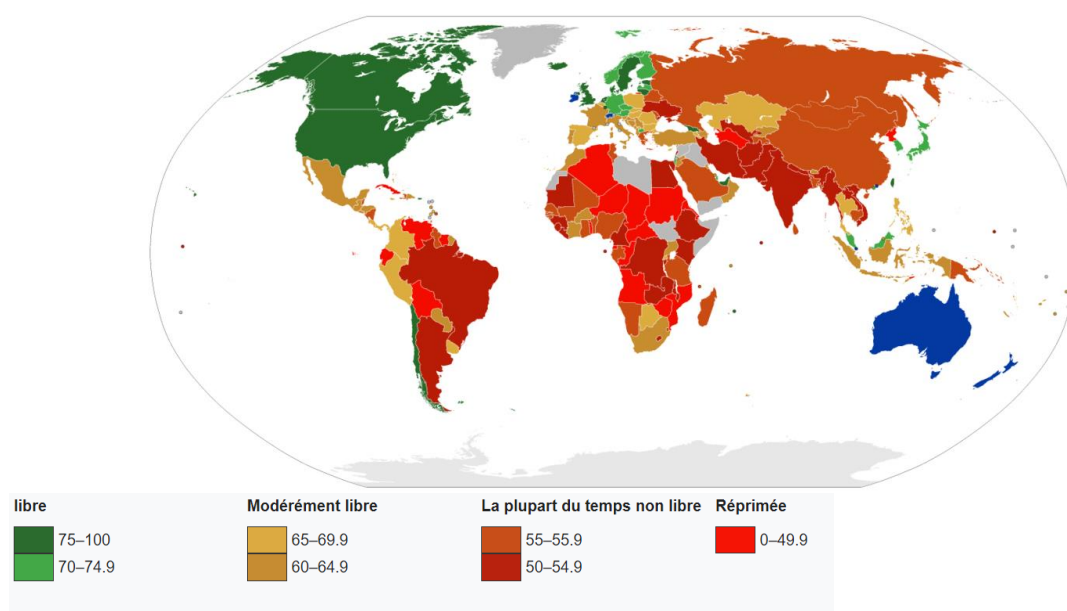 libre
75–100
70–74.9
Modérément libre
65–69.9
60–64.9
La plupart du temps non libre
55–55.9
50–54.9
Réprimée
0–49.9